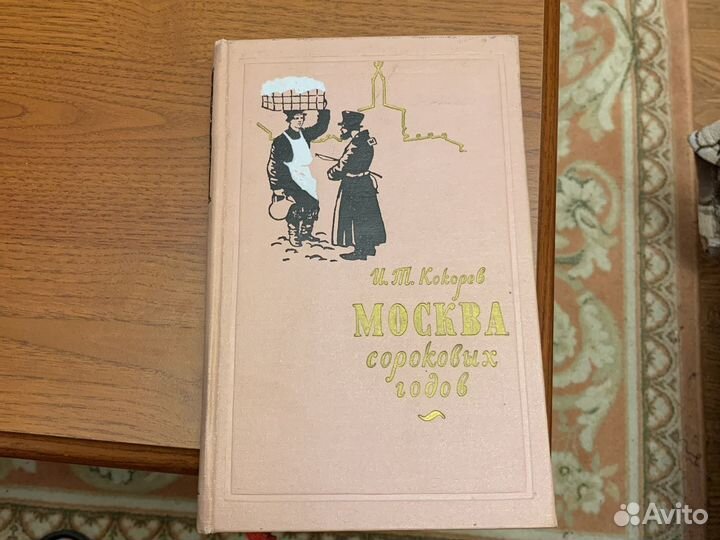 И. Т. Кокорев
МОСКВА
сороковых
годов
Avito